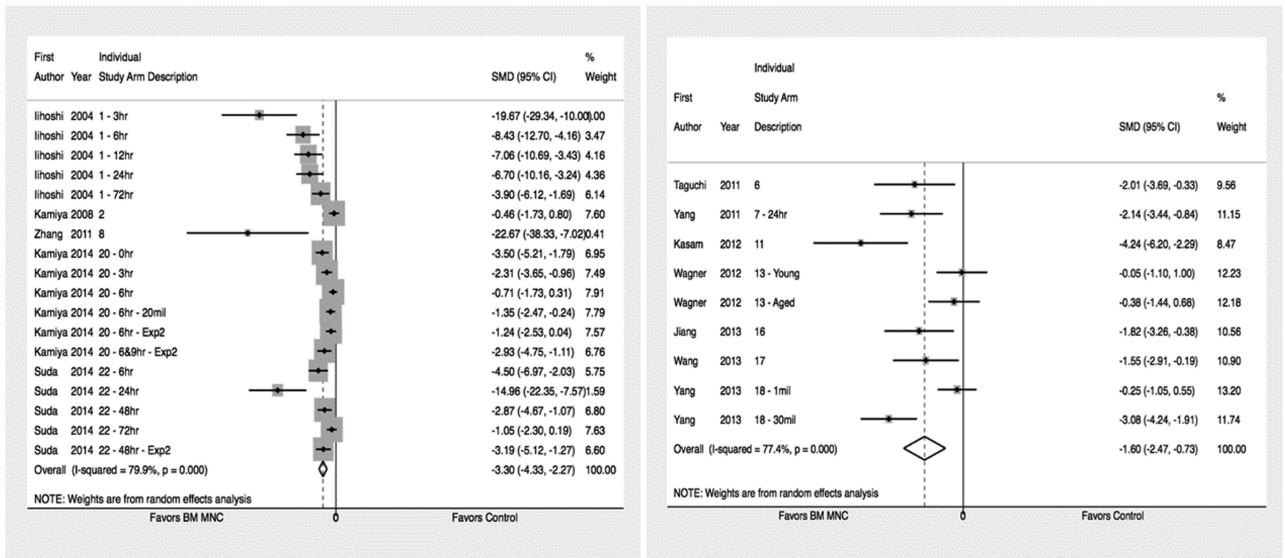 First Individual %
Author Year Study Arm Description SMD (95% CI) Weight
Iihoshi 2004 1 - 3hr -19.67 (-29.34, -10.00)1.00
Iihoshi 2004 1 - 6hr -8.43 (-12.70, -4.16) 3.47
Iihoshi 2004 1 - 12hr -7.06 (-10.69, -3.43) 4.16
Iihoshi 2004 1 - 24hr -6.70 (-10.16, -3.24) 4.36
Iihoshi 2004 1 - 72hr -3.90 (-6.12, -1.69) 6.14
Kamiya 2008 2 -0.46 (-1.73, 0.80) 7.60
Zhang 2011 8 -22.67 (-38.33, -7.02)0.41
Kamiya 2014 20 - 0hr -3.50 (-5.21, -1.79) 6.95
Kamiya 2014 20 - 3hr -2.31 (-3.65, -0.96) 7.49
Kamiya 2014 20 - 6hr -0.71 (-1.73, 0.31) 7.91
Kamiya 2014 20 - 6hr - 20mil -1.35 (-2.47, -0.24) 7.79
Kamiya 2014 20 - 6hr - Exp2 -1.24 (-2.53, 0.04) 7.57
Kamiya 2014 20 - 6&9hr - Exp2 -2.93 (-4.75, -1.11) 6.76
Suda 2014 22 - 6hr -4.50 (-6.97, -2.03) 5.75
Suda 2014 22 - 24hr -14.96 (-22.35, -7.57)1.59
Suda 2014 22 - 48hr -2.87 (-4.67, -1.07) 6.80
Suda 2014 22 - 72hr -1.05 (-2.30, 0.19) 7.63
Suda 2014 22 - 48hr - Exp2 -3.19 (-5.12, -1.27) 6.60
Overall (I-squared = 79.9%, p = 0.000) -3.30 (-4.33, -2.27) 100.00
NOTE: Weights are from random effects analysis
Favors BM MNC 0 Favors Control
Individual
First Study Arm %
Author Year Description SMD (95% CI) Weight
Taguchi 2011 6 -2.01 (-3.69, -0.33) 9.56
Yang 2011 7 - 24hr -2.14 (-3.44, -0.84) 11.15
Kasam 2012 11 -4.24 (-6.20, -2.29) 8.47
Wagner 2012 13 - Young -0.05 (-1.10, 1.00) 12.23
Wagner 2012 13 - Aged -0.38 (-1.44, 0.68) 12.18
Jiang 2013 16 -1.82 (-3.26, -0.38) 10.56
Wang 2013 17 -1.55 (-2.91, -0.19) 10.90
Yang 2013 18 - 1mil -0.25 (-1.05, 0.55) 13.20
Yang 2013 18 - 30mil -3.08 (-4.24, -1.91) 11.74
Overall (I-squared = 77.4%, p = 0.000) -1.60 (-2.47, -0.73) 100.00
NOTE: Weights are from random effects analysis
Favors BM MNC 0 Favors Control